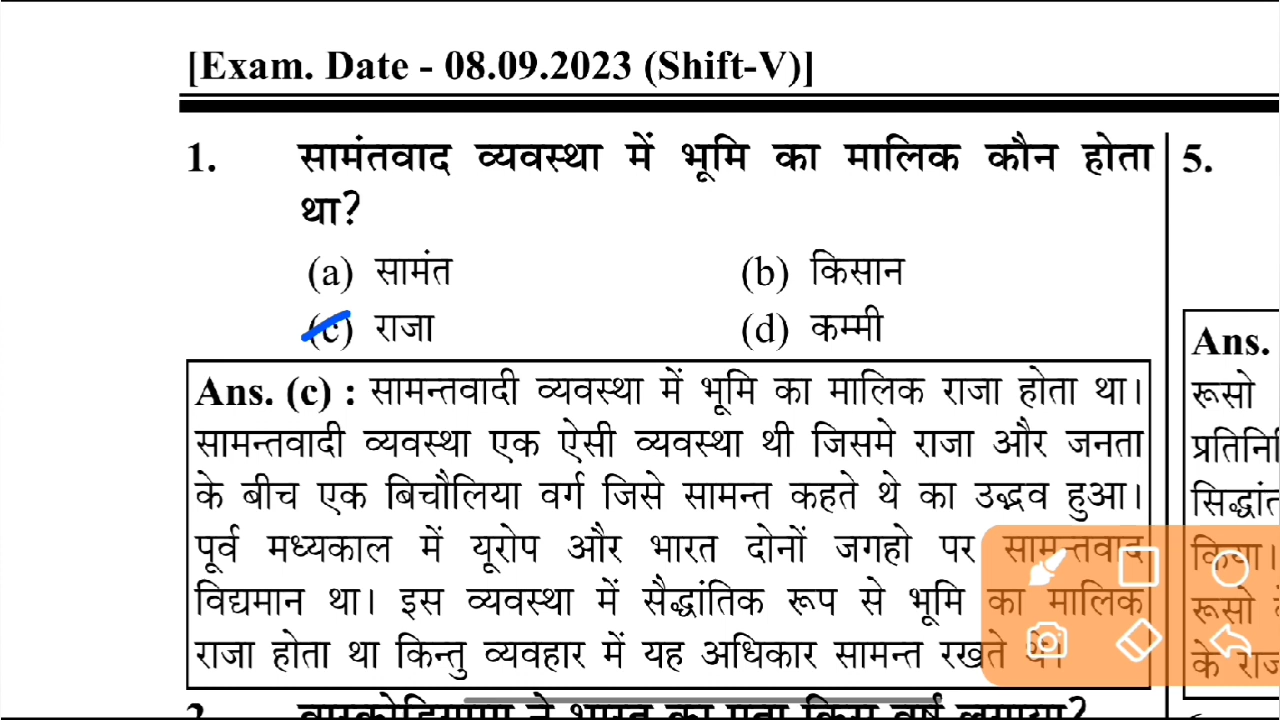 [Exam. Date - 08.09.2023 (Shift-V)]
1. सामंतवाद व्यवस्था में भूमि का मालिक कौन होता
था?
(a) सामंत (b) किसान
(c) राजा (d) कम्मी
Ans. (c) : सामन्तवादी व्यवस्था में भूमि का मालिक राजा होता था।
सामन्तवादी व्यवस्था एक ऐसी व्यवस्था थी जिसमे राजा और जनता
के बीच एक बिचौलिया वर्ग जिसे सामन्त कहते थे का उद्भव हुआ।
पूर्व मध्यकाल में यूरोप और भारत दोनों जगहो पर सामन्तवाद
विद्यमान था। इस व्यवस्था में सैद्धांतिक रूप से भूमि का मालिक
राजा होता था किन्तु व्यवहार में यह अधिकार सामन्त रखते थे।
5.
Ans.
रूसो
किया।
रूसो
के